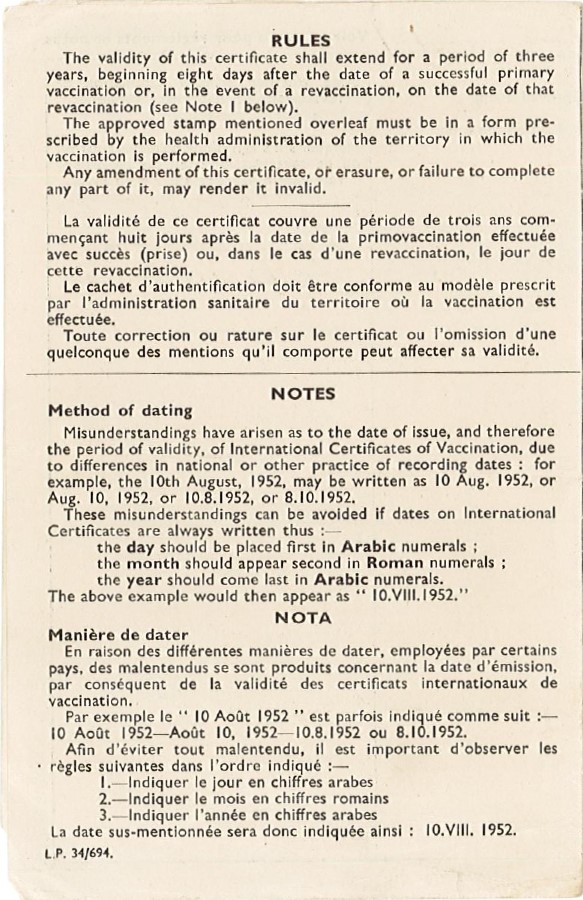 RULES
The validity of this certificate shall extend for a period of three
years, beginning eight days after the date of a successful primary
vaccination or, in the event of a revaccination, on the date of that
revaccination (see Note 1 below).
The approved stamp mentioned overleaf must be in a form pre-
scribed by the health administration of the territory in which the
vaccination is performed.
Any amendment of this certificate, or erasure, or failure to complete
any part of it, may render it invalid.
La validité de ce certificat couvre une période de trois ans com-
mençant huit jours après la date de la primovaccination effectuée
avec succès (prise) ou, dans le cas d'une revaccination, le jour de
cette revaccination.
Le cachet d'authentification doit être conforme au modèle prescrit
par l'administration sanitaire du territoire où la vaccination est
effectuée.
Toute correction ou rature sur le certificat ou l'omission d'une
quelconque des mentions qu'il comporte peut affecter sa validité.
NOTES
Method of dating
Misunderstandings have arisen as to the date of issue, and therefore
the period of validity, of International Certificates of Vaccination, due
to differences in national or other practice of recording dates : for
example, the 10th August, 1952, may be written as 10 Aug. 1952, or
Aug. 10, 1952, or 10.8.1952, or 8.10.1952.
These misunderstandings can be avoided if dates on International
Certificates are always written thus :—
the day should be placed first in Arabic numerals ;
the month should appear second in Roman numerals ;
the year should come last in Arabic numerals.
The above example would then appear as " 10.VIII.1952."
NOTA
Manière de dater
En raison des différentes manières de dater, employées par certains
pays, des malentendus se sont produits concernant la date d'émission,
par conséquent de la validité des certificats internationaux de
vaccination.
Par exemple le " 10 Août 1952 " est parfois indiqué comme suit :—
10 Août 1952—Août 10, 1952—10.8.1952 ou 8.10.1952.
Afin d'éviter tout malentendu, il est important d'observer les
règles suivantes dans l'ordre indiqué :—
1.—Indiquer le jour en chiffres arabes
2.—Indiquer le mois en chiffres romains
3.—Indiquer l'année en chiffres arabes
La date sus-mentionnée sera donc indiquée ainsi : 10.VIII. 1952.
L.P. 34/694.